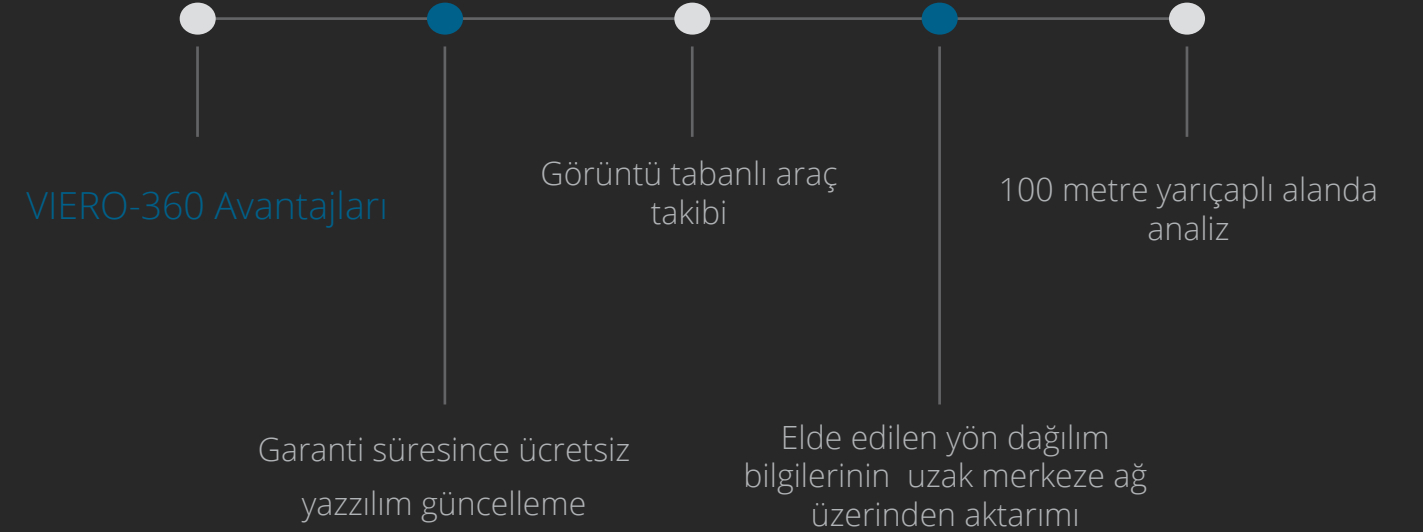 VIERO-360 Avantajları
Garanti süresince ücretsiz
yazzılım güncelleme
Görüntü tabanlı araç
takibi
Elde edilen yön dağılım
bilgilerinin  uzak merkeze ağ
üzerinden aktarımı
100 metre yarıçaplı alanda
analiz